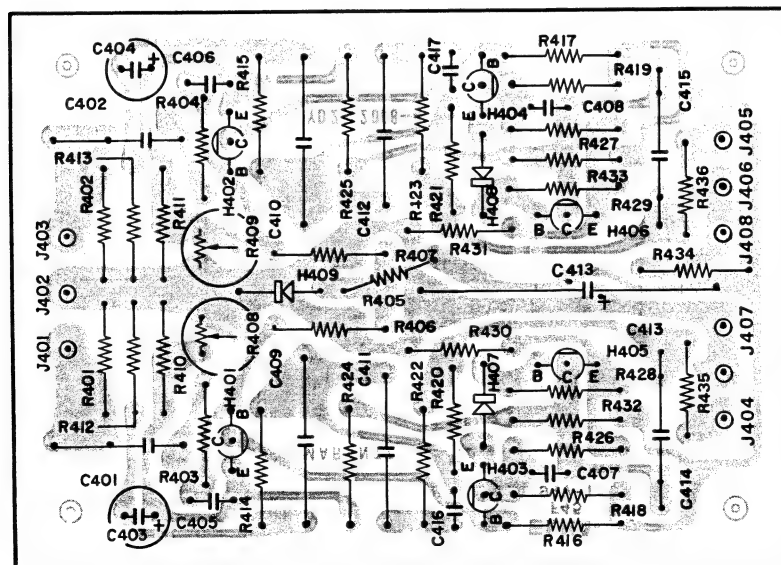 C404 +
C406
R415
C417
B
R417
C
R419
C415
C402
R404
E
C
B
E
H404
C408
J405
R413
R402
R411
H402
R409
C410
R425
C412
R423
R421
H408
R427
R433
R429
B C E
H406
R436
J406
J408
J403
R407
R431
R434
H409
R405
C413
+
J402
J401
R408
R406
R430
C413
J407
R401
R410
H401
C409
R424
C411
R422
R420
H407
H405
B C E
R428
R432
R435
J404
R412
B
C
E
R426
C401
R403
E
H403
C407
C414
C403 +
C405
R414
C416
C
B
R418
R416